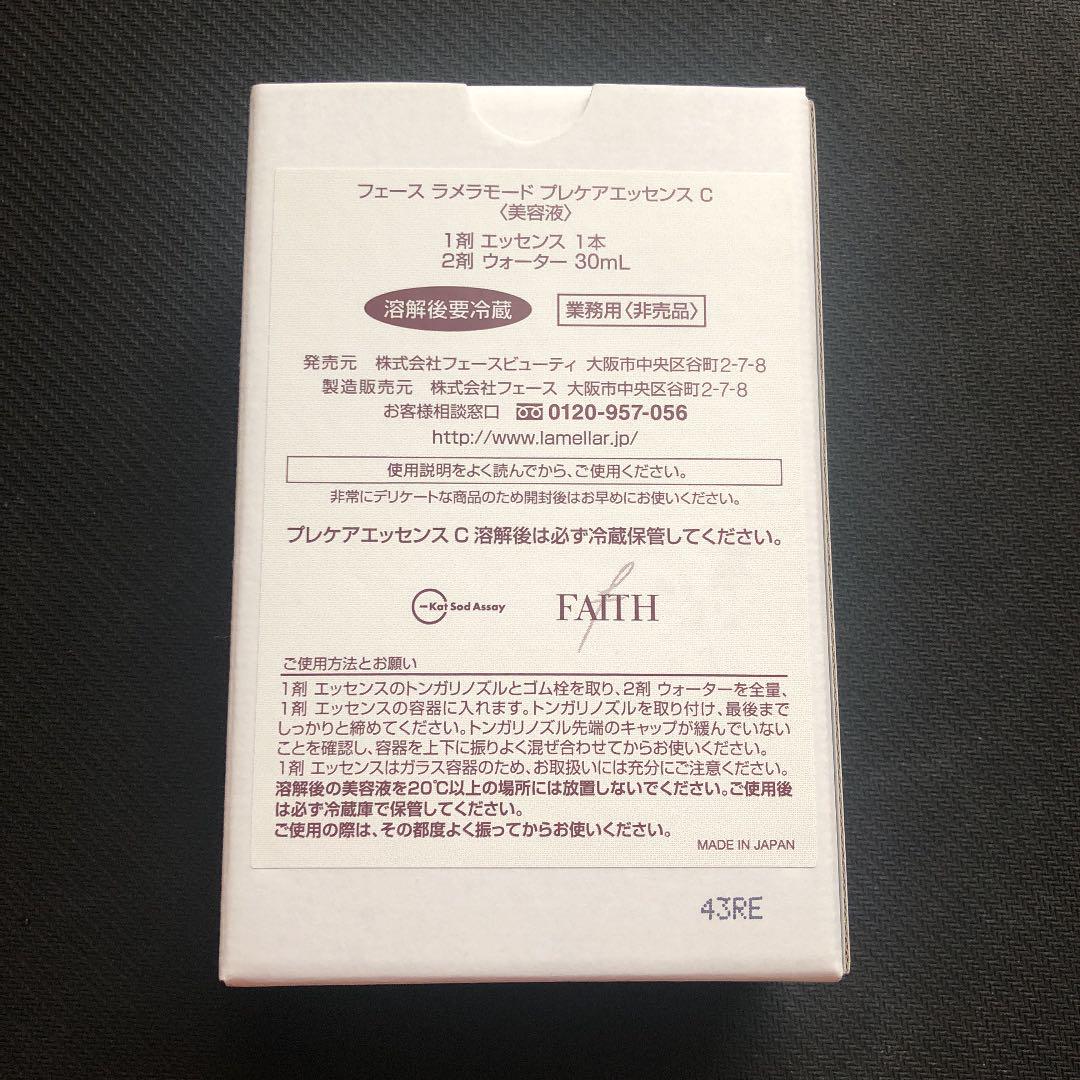 フェース ラメラモード プレケアエッセンス C
〈美容液〉
1剤 エッセンス 1本
2剤 ウォーター 30mL
溶解後要冷蔵 業務用〈非売品〉
発売元 株式会社フェースビューティ 大阪市中央区谷町2-7-8
製造販売元 株式会社フェース 大阪市中央区谷町2-7-8
お客様相談窓口 0120-957-056
http://www.lamellar.jp/
使用説明をよく読んでから、ご使用ください。
非常にデリケートな商品のため開封後はお早めにお使いください。
プレケアエッセンス C 溶解後は必ず冷蔵保管してください。
Kat Sod Assay FAITH
ご使用方法とお願い
1剤 エッセンスのトンガリノズルとゴム栓を取り、2剤 ウォーターを全量、
1剤 エッセンスの容器に入れます。トンガリノズルを取り付け、最後まで
しっかりと締めてください。トンガリノズル先端のキャップが緩んでいない
ことを確認し、容器を上下に振りよく混ぜ合わせてからお使いください。
1剤 エッセンスはガラス容器のため、お取扱いには充分にご注意ください。
溶解後の美容液を20℃以上の場所には放置しないでください。ご使用後
は必ず冷蔵庫で保管してください。
ご使用の際は、その都度よく振ってからお使いください。
MADE IN JAPAN
43RE